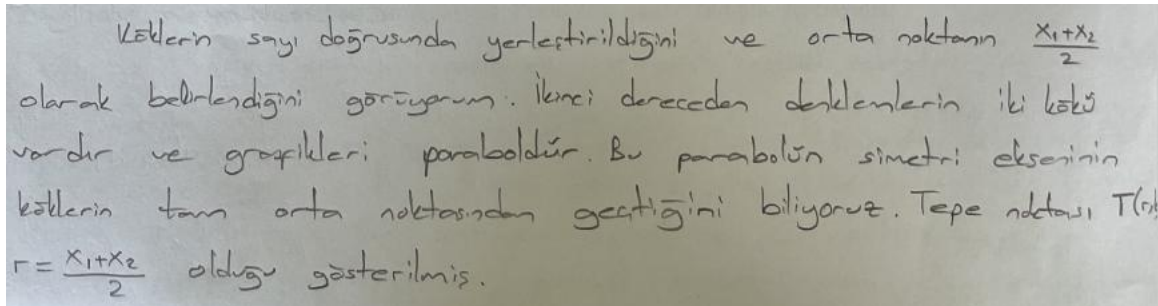 Köklerin sayı doğrusunda yerleştirildiğini ve orta noktanın x₁+x₂/2
olarak belirlendiğini görüyorum. İkinci dereceden denklemlerin iki kökü
vardır ve grafikleri paraboldür. Bu parabolün simetri ekseninin
köklerin tam orta noktasından geçtiğini biliyoruz. Tepe noktası
r = x₁+x₂/2 olduğu gösterilmiş.